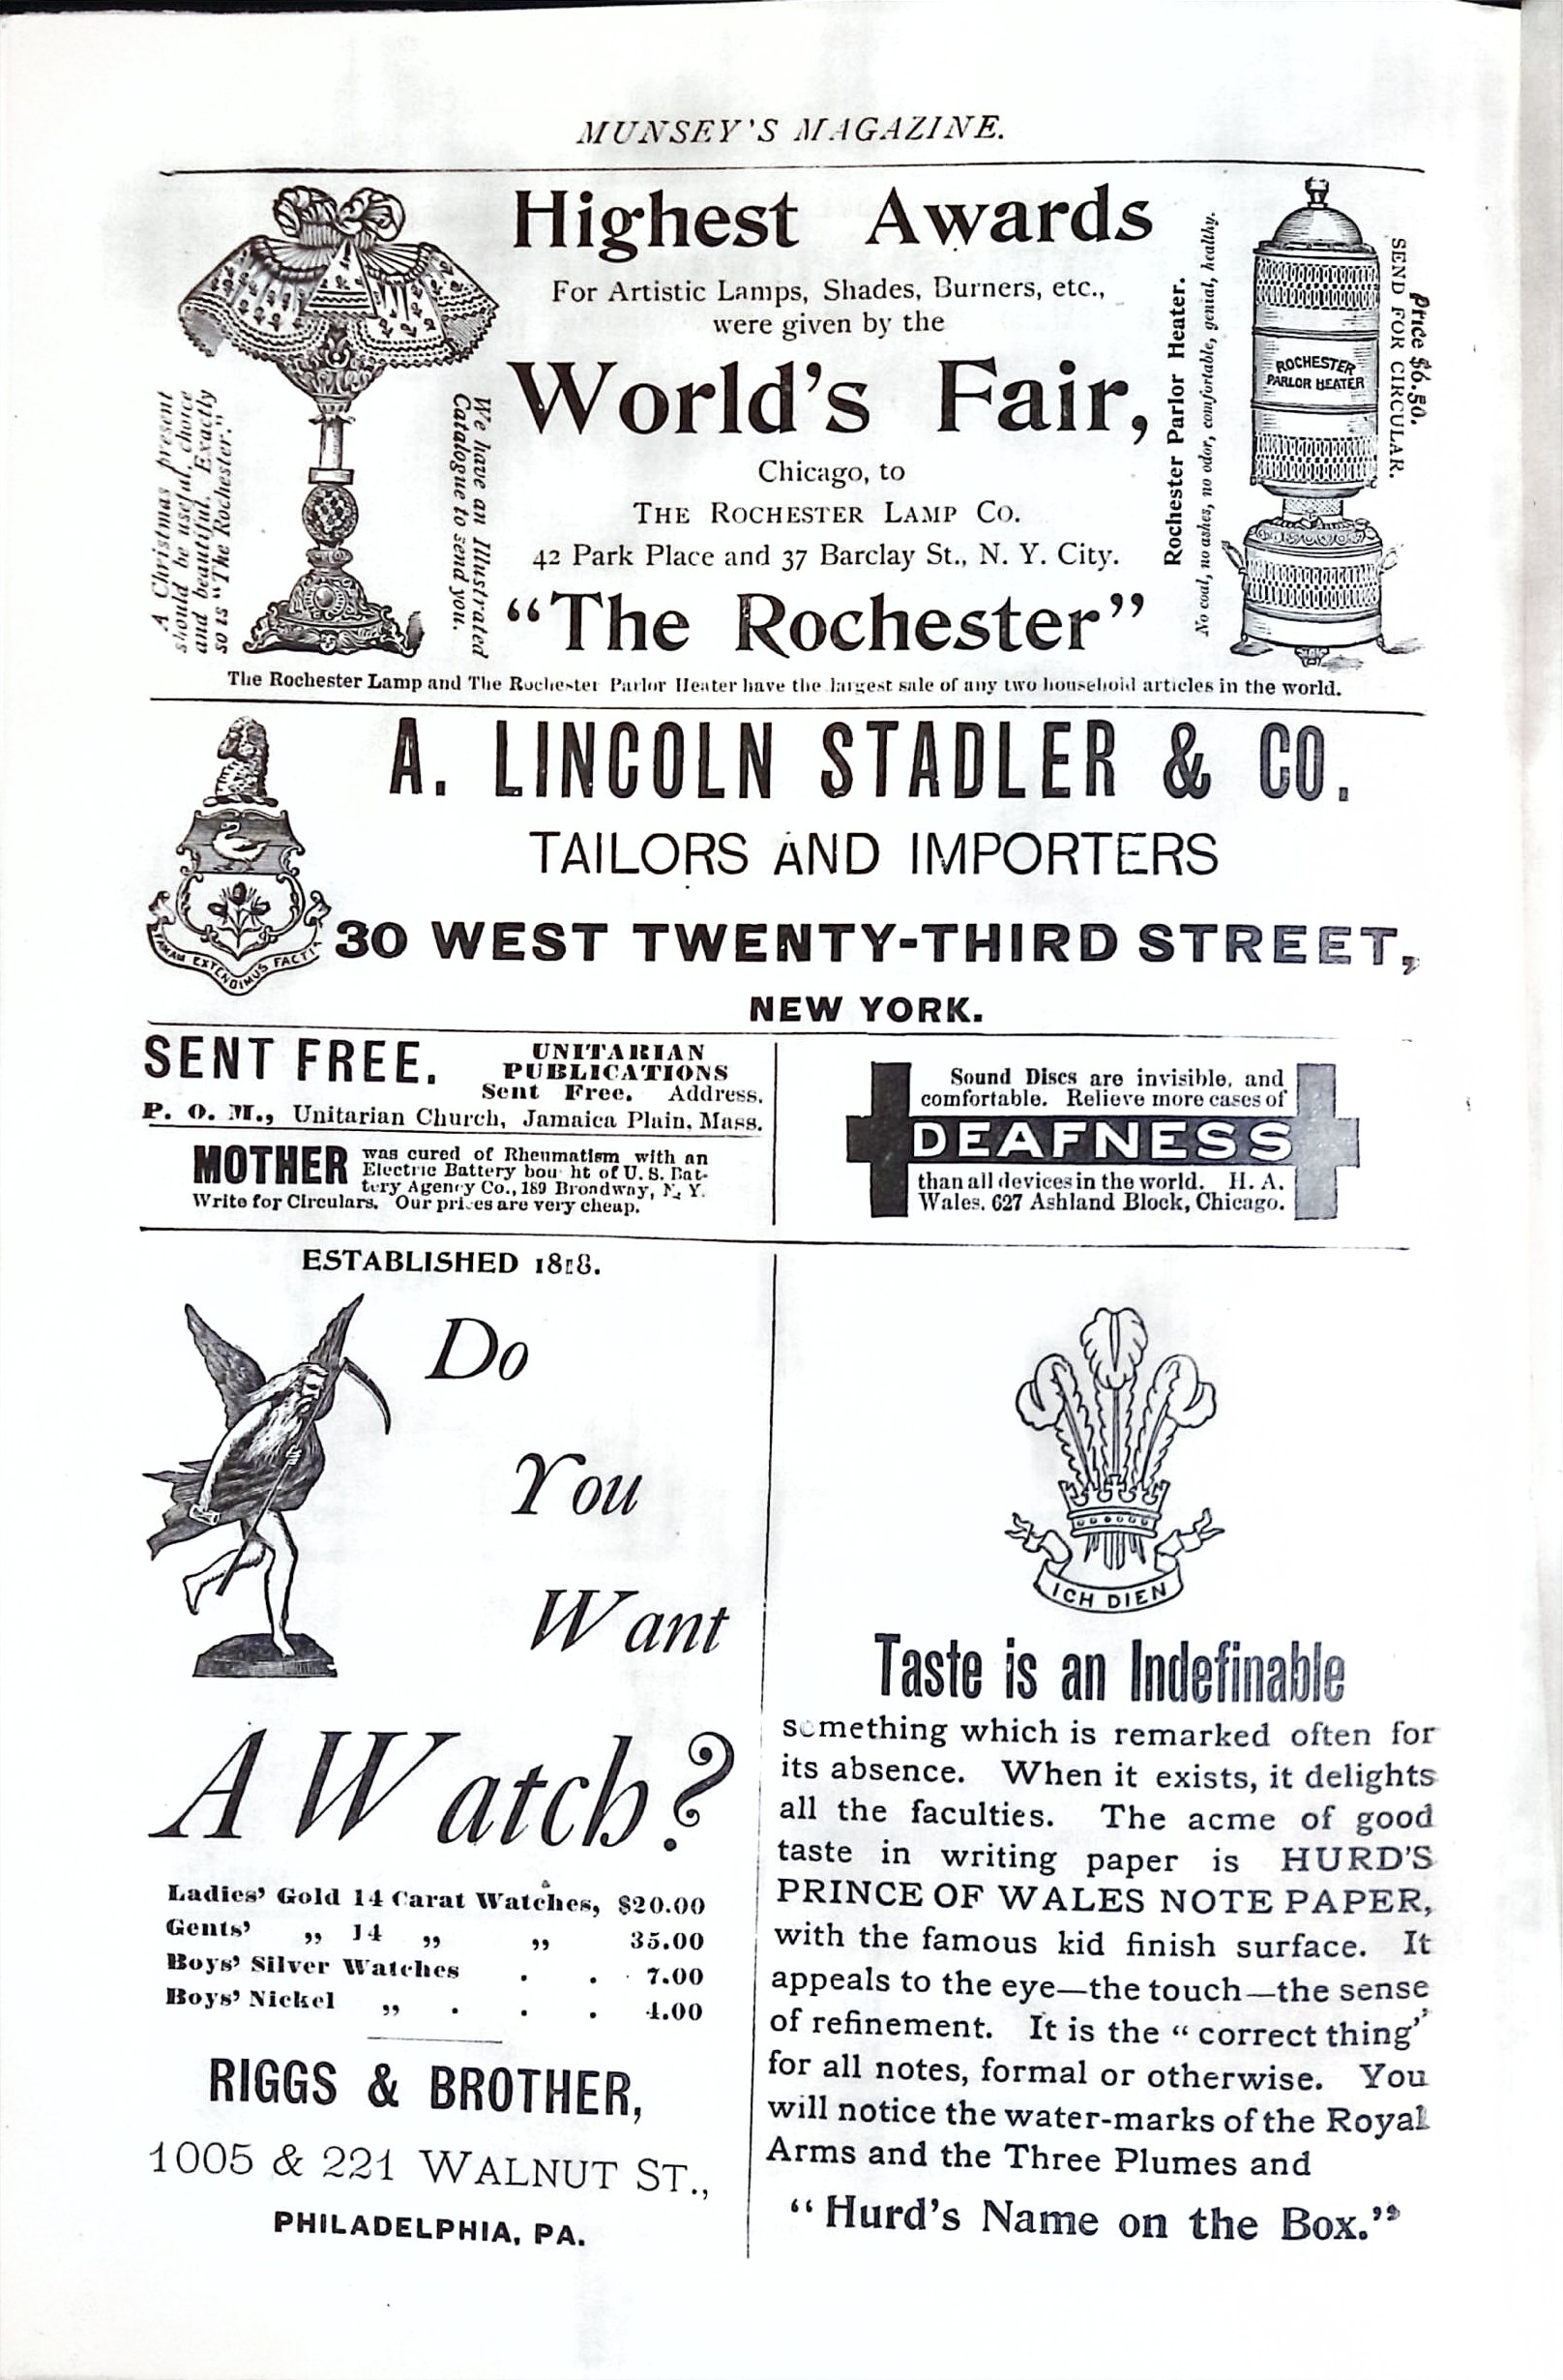 MUNSEY'S MAGAZINE.
A Christmas present
should be useful, choice
and beautiful. Exactly
so is "The Rochester."
We have an Illustrated
Catalogue to send you.
Highest Awards
For Artistic Lamps, Shades, Burners, etc.,
were given by the
World's Fair,
Chicago, to
THE ROCHESTER LAMP CO.
42 Park Place and 37 Barclay St., N. Y. City.
"The Rochester"
Rochester Parlor Heater.
No coal, no ashes, no odor, comfortable, genial, healthy.
ROCHESTER
PARLOR HEATER
Price $6.50.
SEND FOR CIRCULAR.
The Rochester Lamp and The Rochester Parlor Heater have the largest sale of any two household articles in the world.
A. LINCOLN STADLER & CO.
TAILORS AND IMPORTERS
FAMAM EXTENDIMUS FACTIS
30 WEST TWENTY-THIRD STREET,
NEW YORK.
SENT FREE.
UNITARIAN
PUBLICATIONS
Sent Free. Address,
P. O. M., Unitarian Church, Jamaica Plain, Mass.
MOTHER was cured of Rheumatism with an
Electric Battery bou ht of U. S. Bat-
tery Agency Co., 189 Broadway, N. Y.
Write for Circulars. Our prices are very cheap.
Sound Discs are invisible, and
comfortable. Relieve more cases of
DEAFNESS
than all devices in the world. H. A.
Wales, 627 Ashland Block, Chicago.
ESTABLISHED 1818.
Do
You
Want
A Watch?
Ladies' Gold 14 Carat Watches, $20.00
Gents' „ 14 „ „ 35.00
Boys' Silver Watches . . 7.00
Boys' Nickel „ . . . 4.00
RIGGS & BROTHER,
1005 & 221 WALNUT ST.,
PHILADELPHIA, PA.
ICH DIEN
Taste is an Indefinable
something which is remarked often for
its absence. When it exists, it delights
all the faculties. The acme of good
taste in writing paper is HURD'S
PRINCE OF WALES NOTE PAPER,
with the famous kid finish surface. It
appeals to the eye—the touch—the sense
of refinement. It is the "correct thing"
for all notes, formal or otherwise. You
will notice the water-marks of the Royal
Arms and the Three Plumes and
"Hurd's Name on the Box."